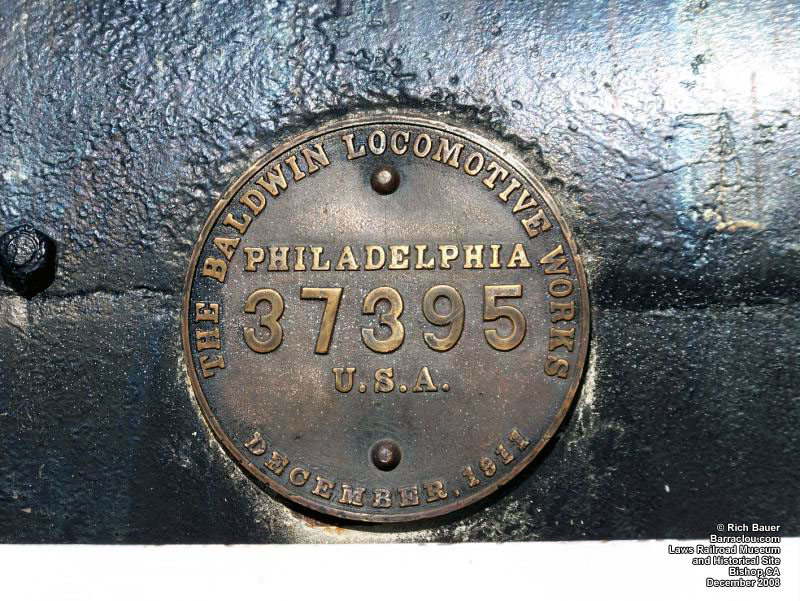 THE BALDWIN LOCOMOTIVE WORKS
PHILADELPHIA
37395
U.S.A.
DECEMBER, 1911
© Rich Bauer
Barraclou.com
Laws Railroad Museum
and Historical Site
Bishop,CA
December 2008